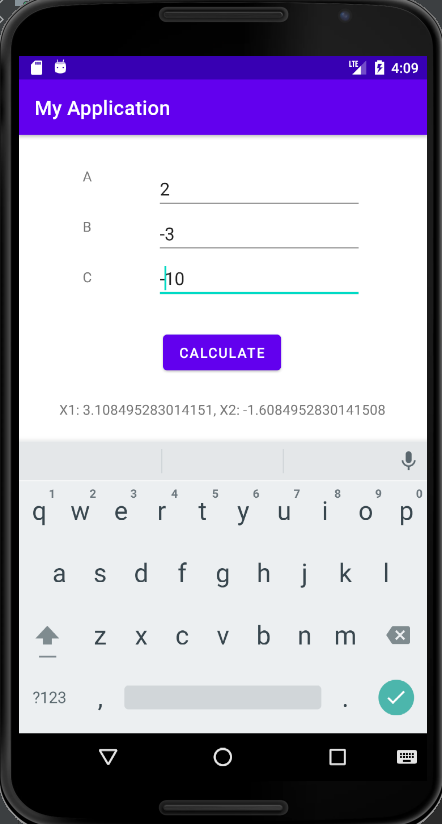 LTE 4:09
My Application
A 2
B -3
C -10
CALCULATE
X1: 3.108495283014151, X2: -1.6084952830141508
1 2 3 4 5 6 7 8 9 0
q w e r t y u i o p
a s d f g h j k l
z x c v b n m
?123 , .